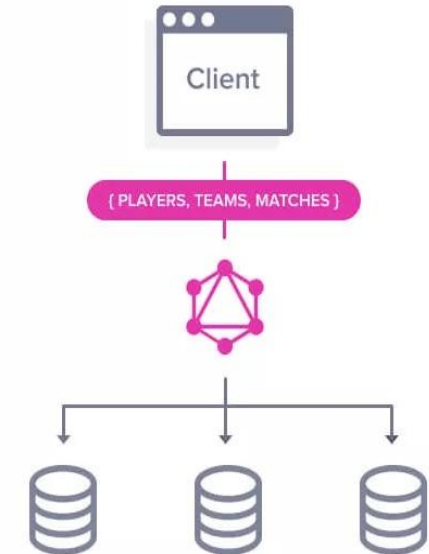 Client
{ PLAYERS, TEAMS, MATCHES }